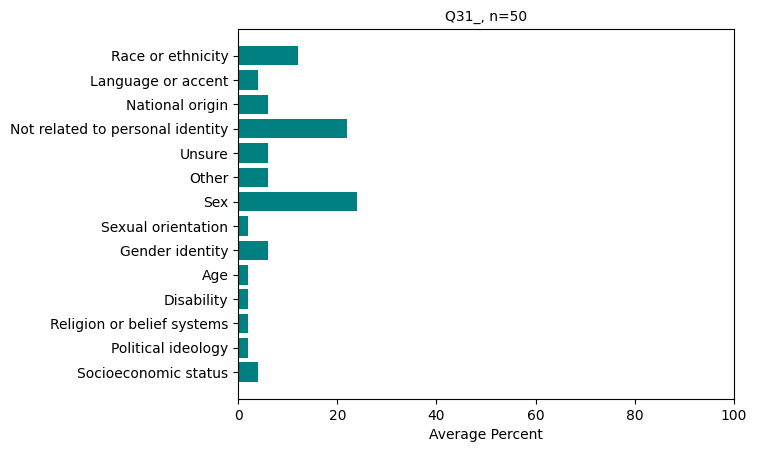 Q31_, n=50
Race or ethnicity
Language or accent
National origin
Not related to personal identity
Unsure
Other
Sex
Sexual orientation
Gender identity
Age
Disability
Religion or belief systems
Political ideology
Socioeconomic status
0 20 40 60 80 100
Average Percent